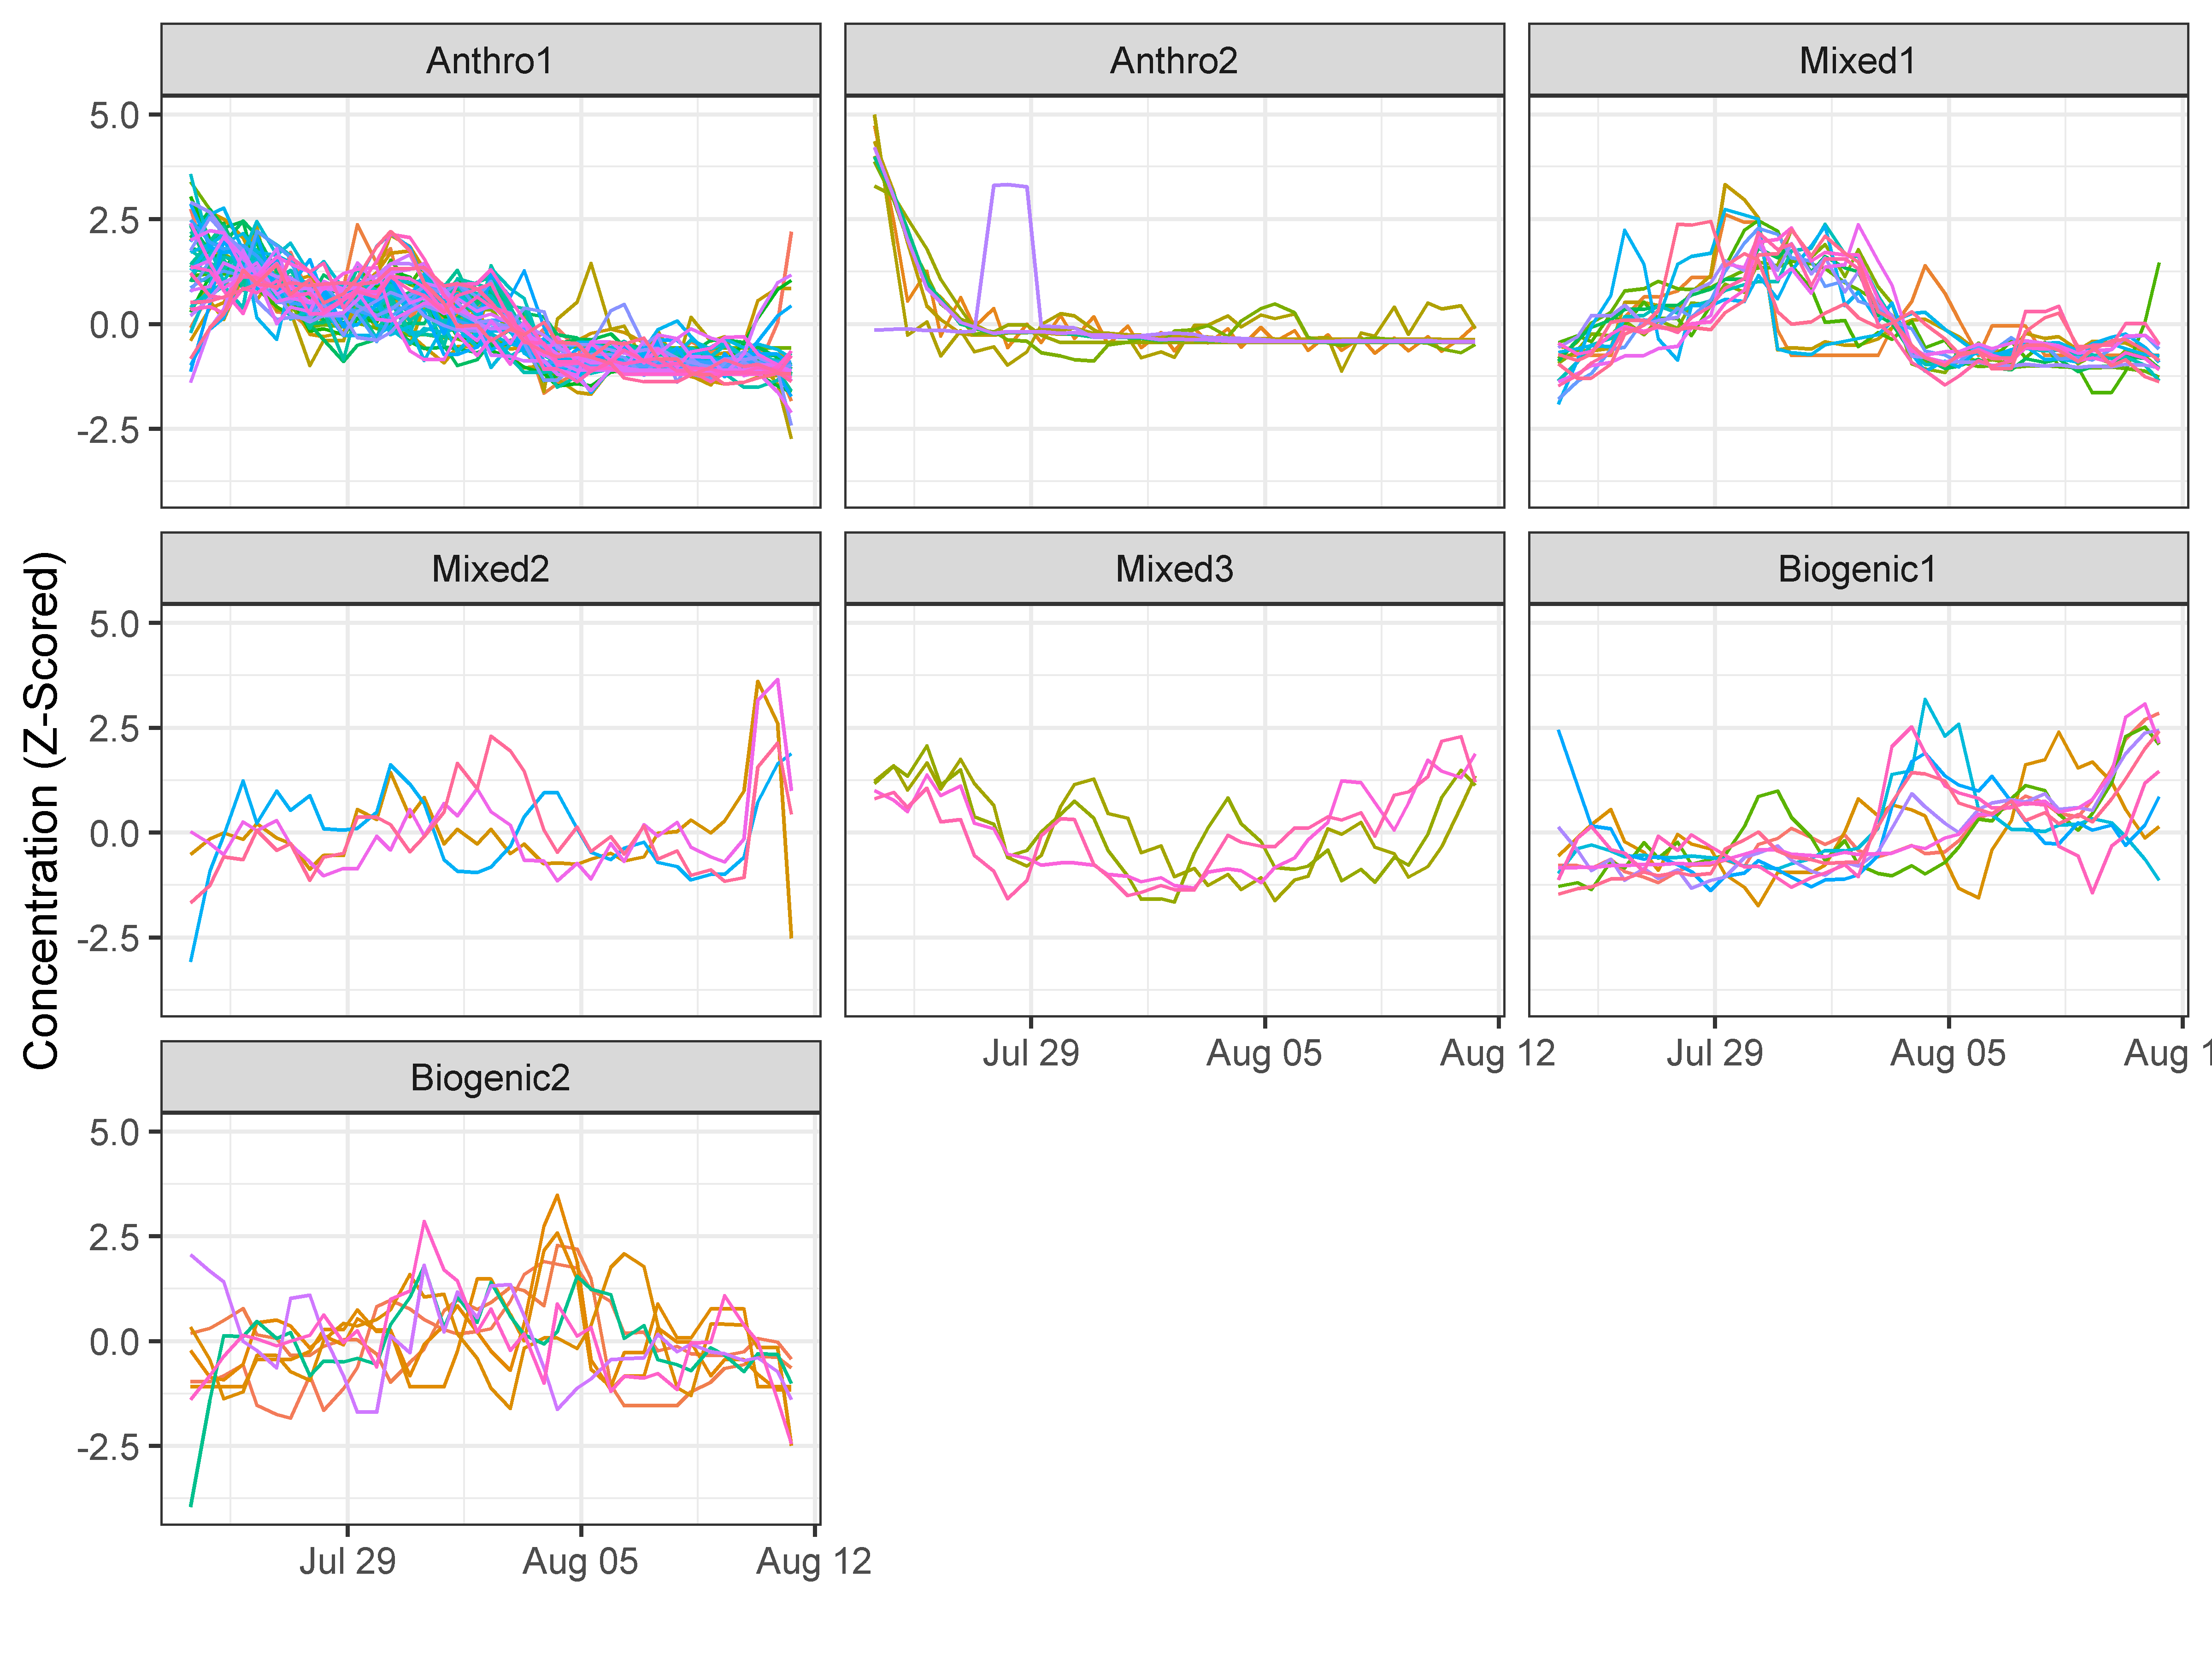 Anthro1 Anthro2 Mixed1
5.0
2.5
0.0
-2.5
Mixed2 Mixed3 Biogenic1
5.0
2.5
0.0
-2.5
Concentration (Z-Scored)
Jul 29 Aug 05 Aug 12 Jul 29 Aug 05 Aug 1
Biogenic2
5.0
2.5
0.0
-2.5
Jul 29 Aug 05 Aug 12